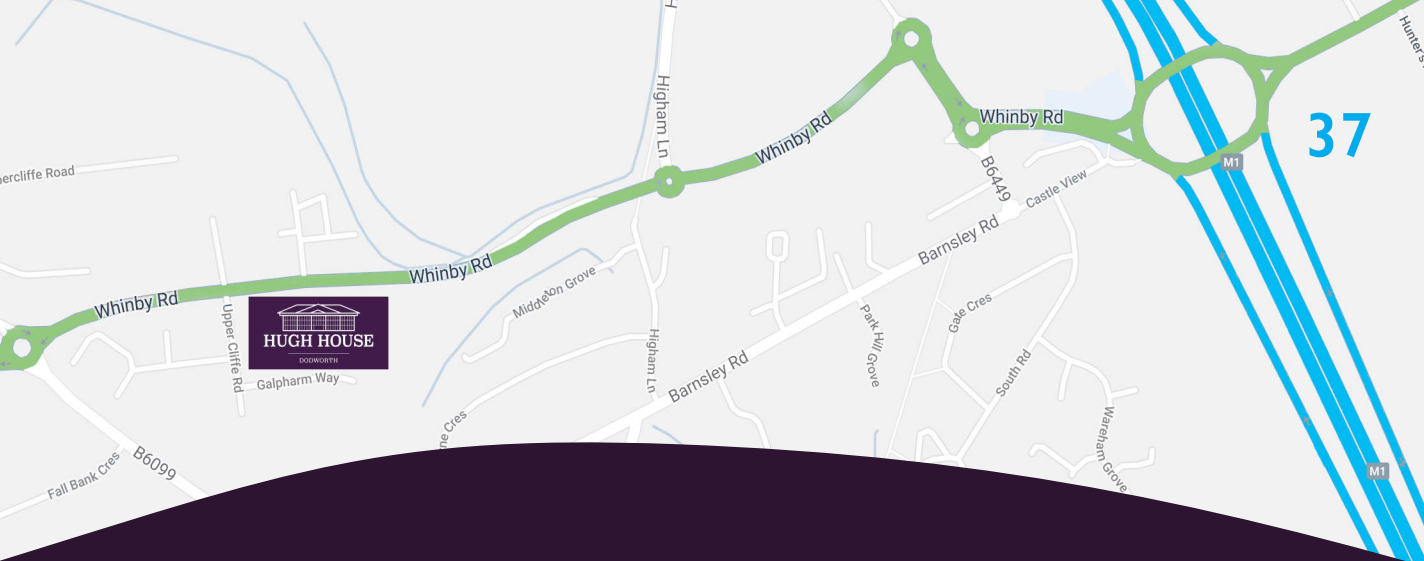 Higham Ln
Whinby Rd
Whinby Rd
37
M1
B6449
Castle View
Barnsley Rd
ercliffe Road
Whinby Rd
Whinby Rd
Middleton Grove
Upper Cliffe Rd
HUGH HOUSE
DODWORTH
Galpharm Way
Higham Ln
Barnsley Rd
Park Hill Grove
Gate Cres
South Rd
Wareham Grove
M1
ne Cres
B6099
Fall Bank Cres
Hunter's